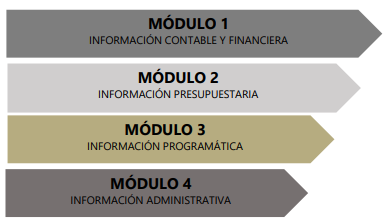 MÓDULO 1
INFORMACIÓN CONTABLE Y FINANCIERA
MÓDULO 2
INFORMACIÓN PRESUPUESTARIA
MÓDULO 3
INFORMACIÓN PROGRAMÁTICA
MÓDULO 4
INFORMACIÓN ADMINISTRATIVA